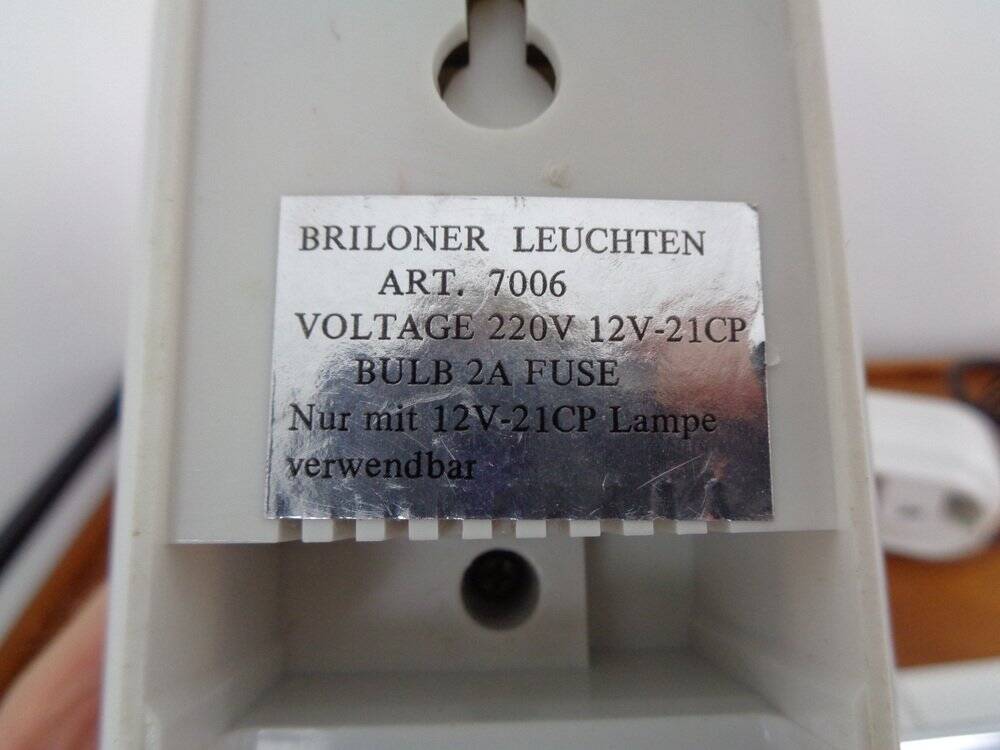 BRILONER LEUCHTEN
ART. 7006
VOLTAGE 220V 12V-21CP
BULB 2A FUSE
Nur mit 12V-21CP Lampe
verwendbar